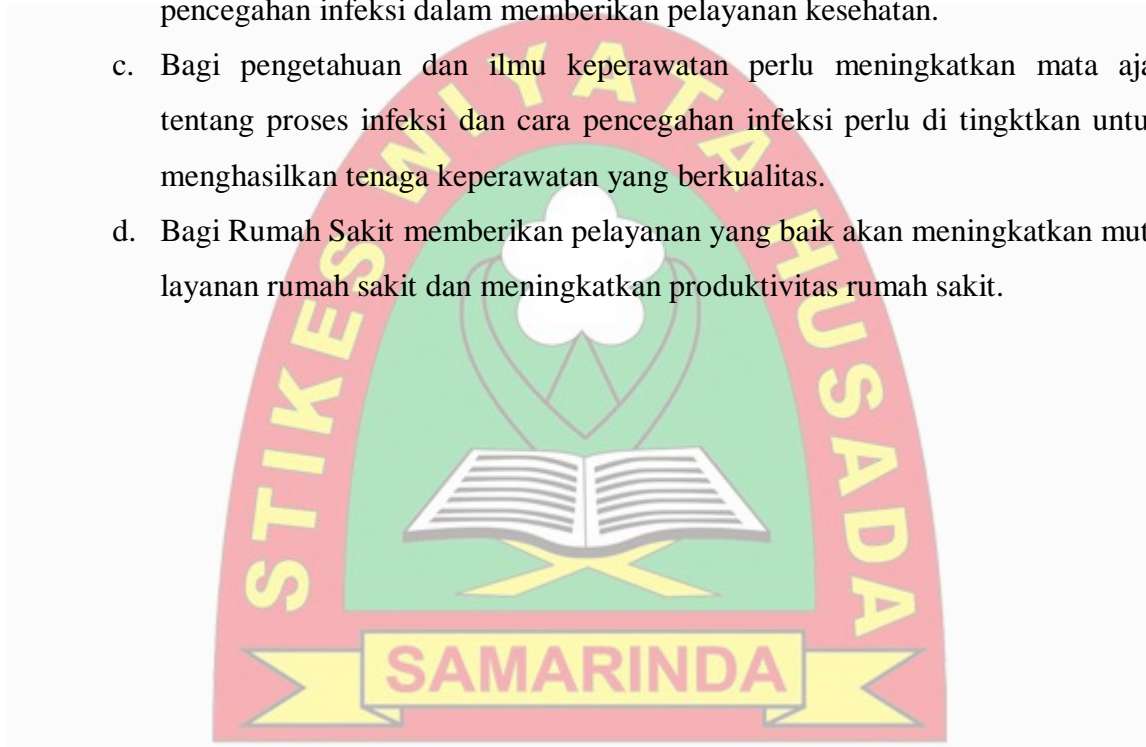 pencegahan infeksi dalam memberikan pelayanan kesehatan.
c. Bagi pengetahuan dan ilmu keperawatan perlu meningkatkan mata aja
tentang proses infeksi dan cara pencegahan infeksi perlu di tingktkan untu
menghasilkan tenaga keperawatan yang berkualitas.
d. Bagi Rumah Sakit memberikan pelayanan yang baik akan meningkatkan mut
layanan rumah sakit dan meningkatkan produktivitas rumah sakit.
STIKES WIYATA HUSADA
SAMARINDA